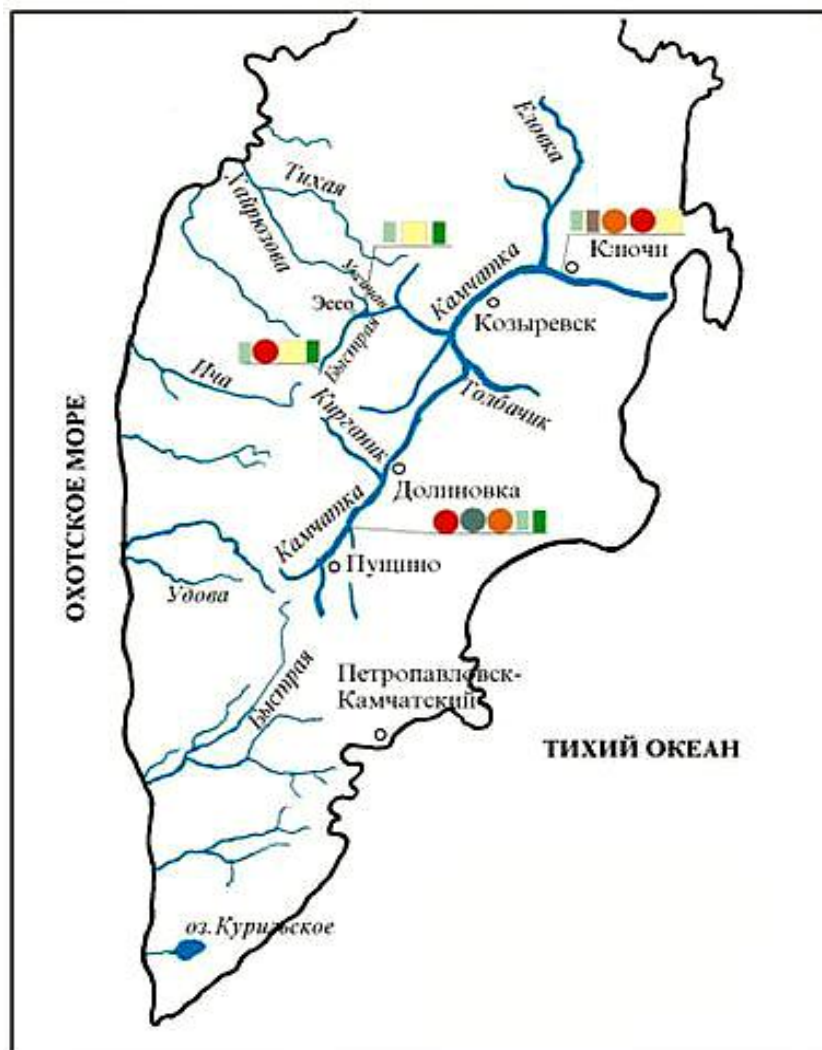 Еловка
Тихая
Хайрюзова
Ключи
Камчатка
Уксичан
Эссо
Козыревск
Быстрая
Ича
Толбачик
Кирганик
ОХОТСКОЕ МОРЕ
Долиновка
Камчатка
Пущино
Удова
Быстрая
Петропавловск-
Камчатский
ТИХИЙ ОКЕАН
оз.Курильское